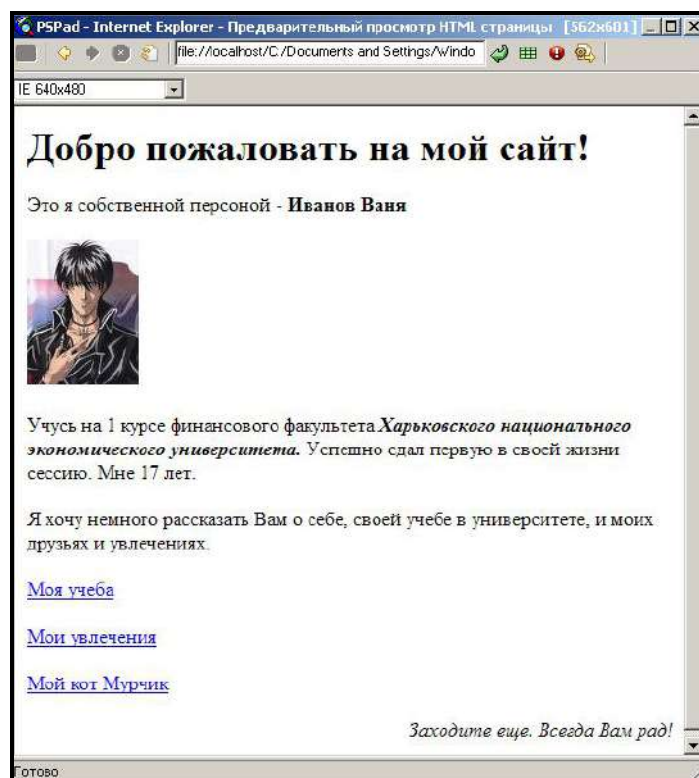 PSPad - Internet Explorer - Предварительный просмотр HTML страницы [562x601]
file://localhost/C:/Documents and Settings/Windo
IE 640x480
Добро пожаловать на мой сайт!
Это я собственной персоной - Иванов Ваня
Учусь на 1 курсе финансового факультета Харьковского национального
экономического университета. Успешно сдал первую в своей жизни
сессию. Мне 17 лет.
Я хочу немного рассказать Вам о себе, своей учебе в университете, и моих
друзьях и увлечениях.
Моя учеба
Мои увлечения
Мой кот Мурчик
Заходите еще. Всегда Вам рад!
Готово